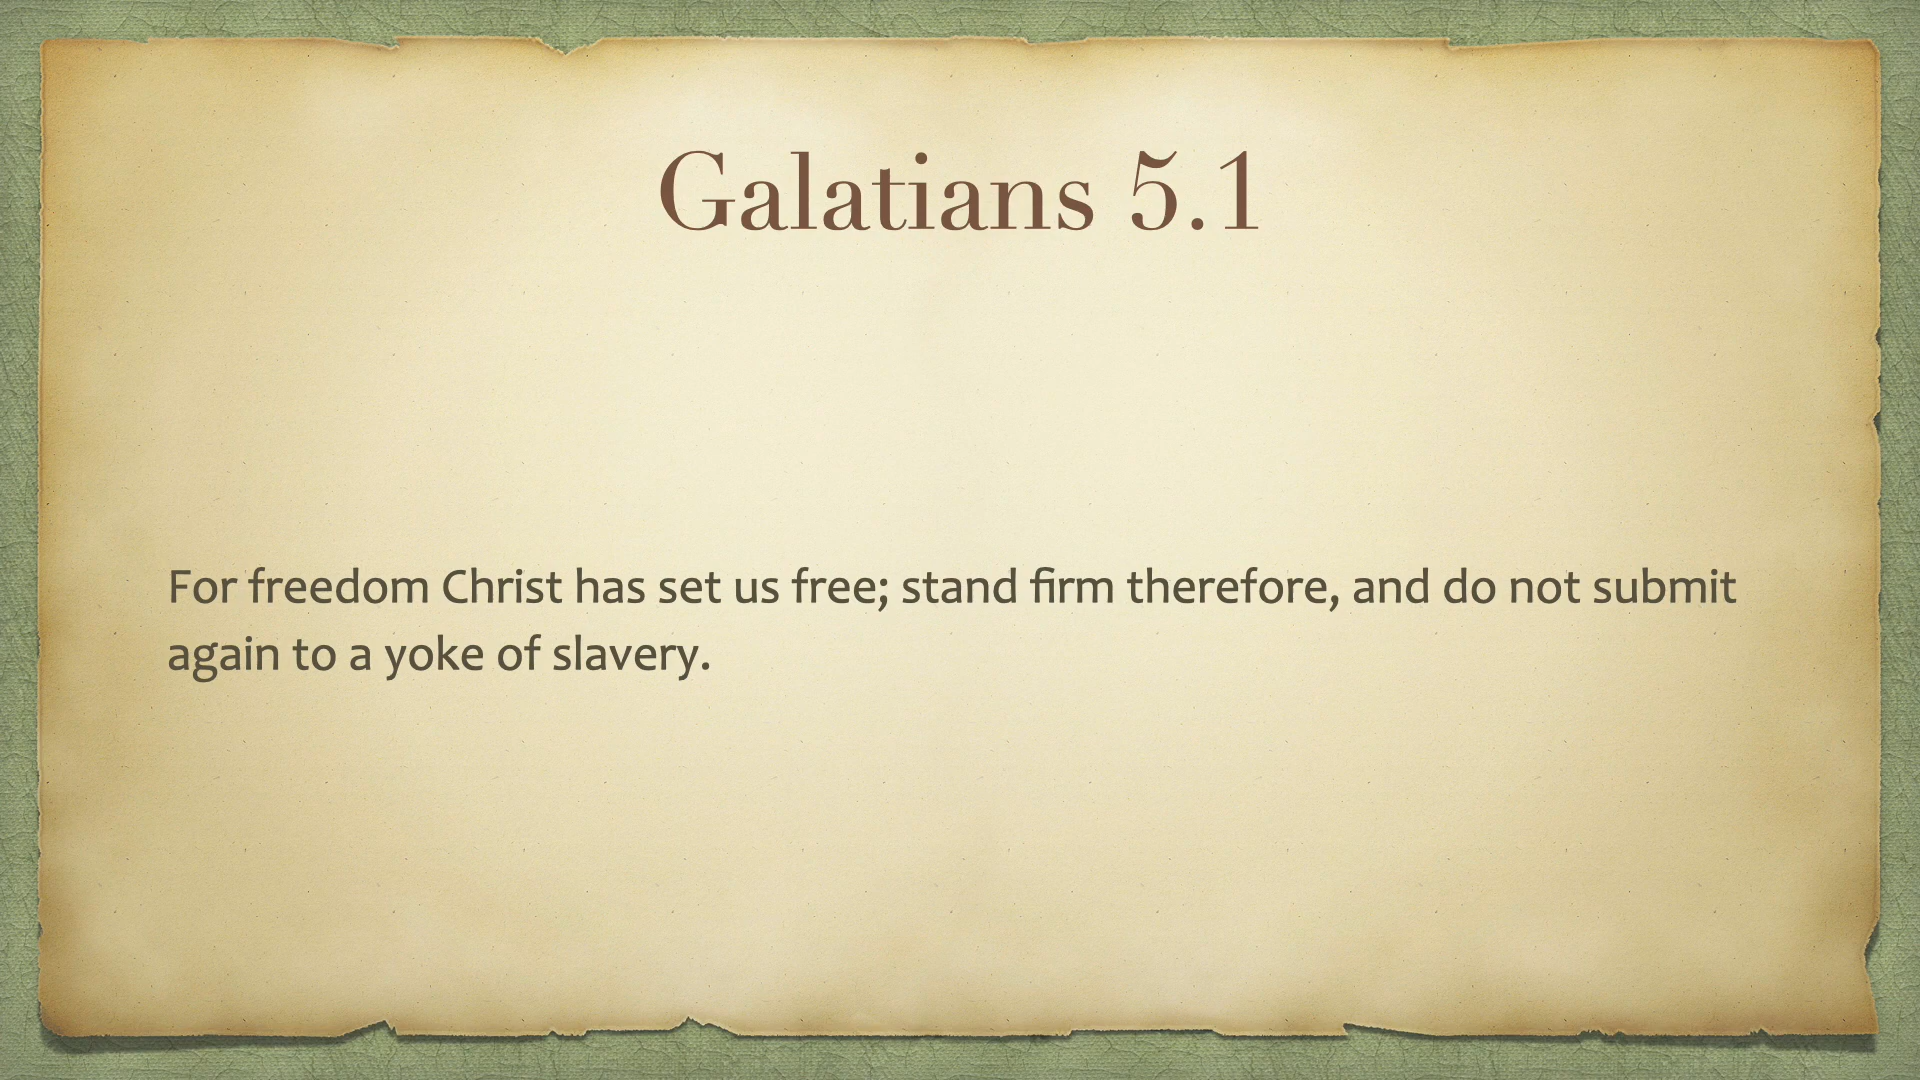 Galatians 5.1
For freedom Christ has set us free; stand firm therefore, and do not submit
again to a yoke of slavery.